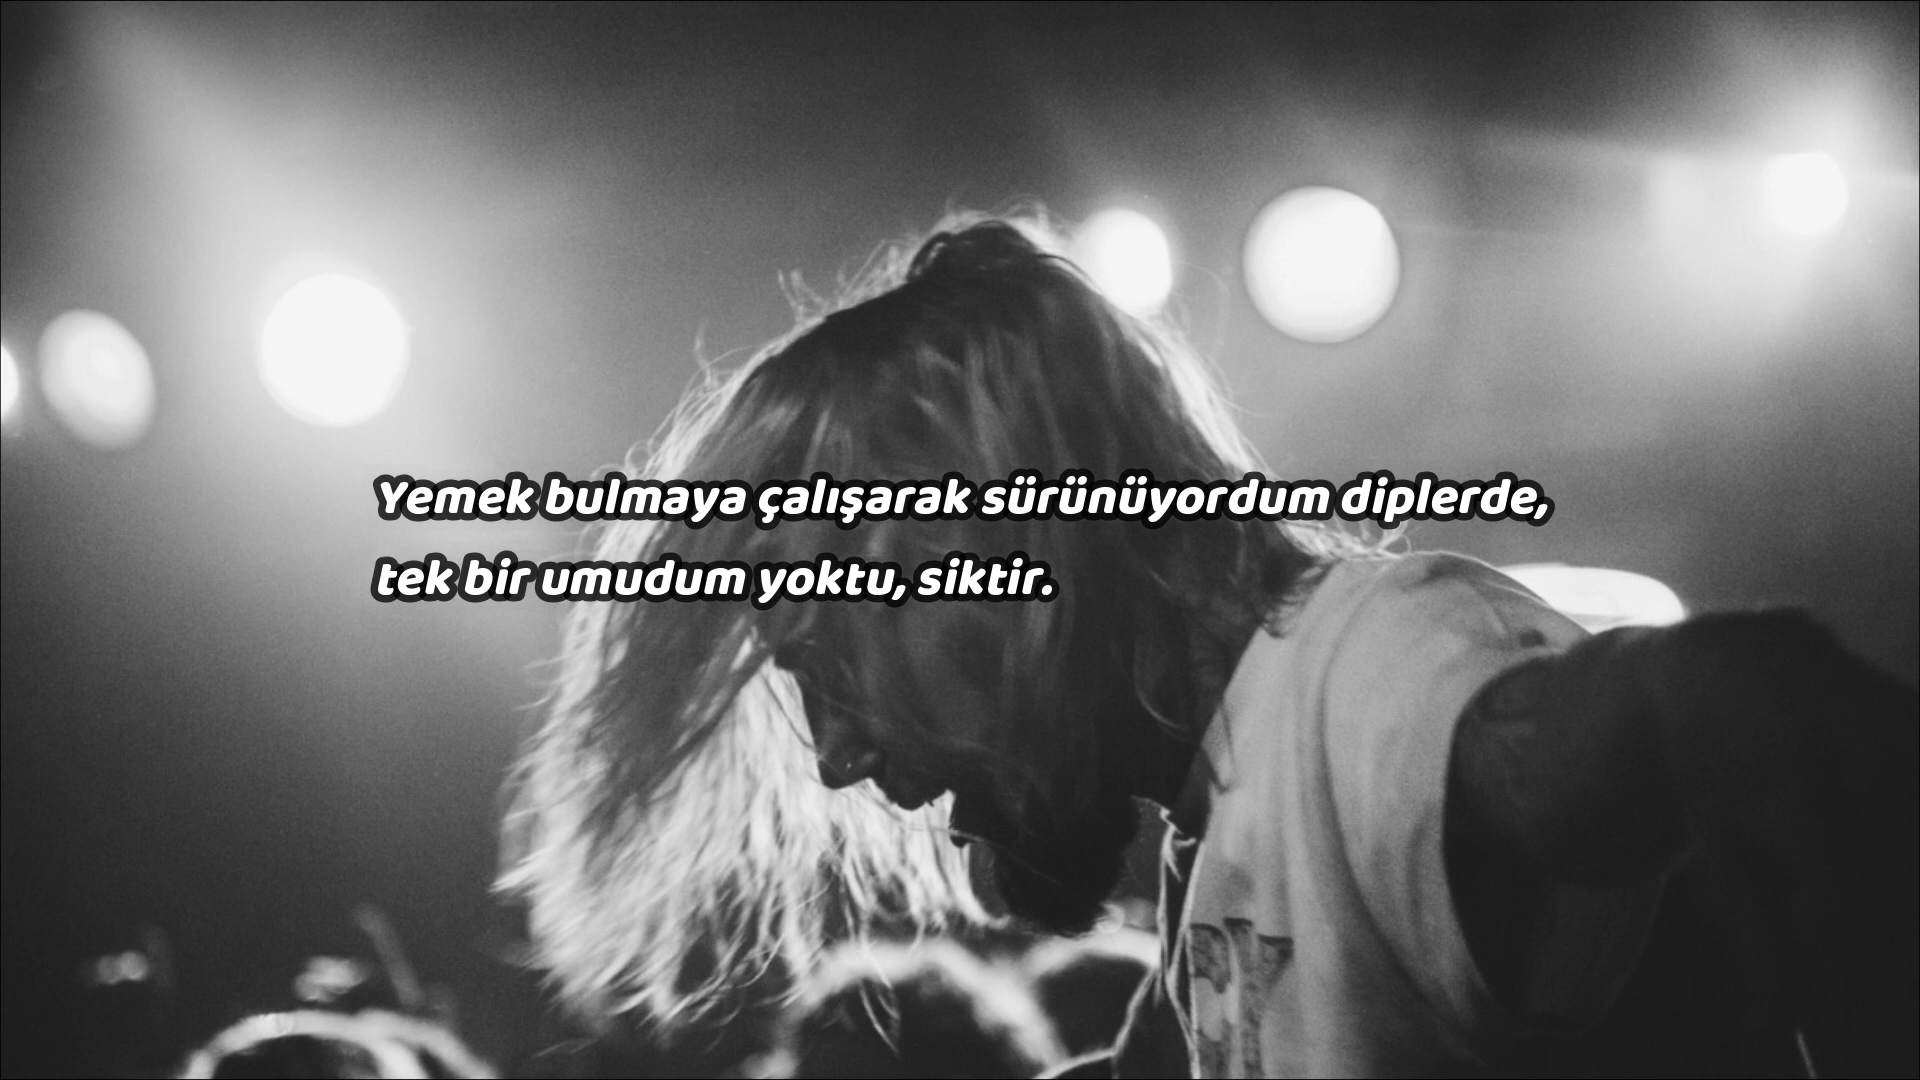 Yemek bulmaya çalışarak sürünüyordum diplerde,
tek bir umudum yoktu, siktir.